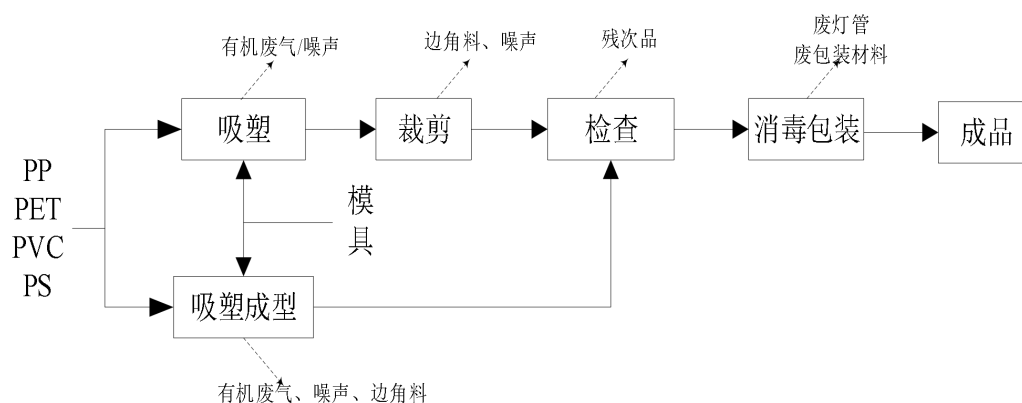 有机废气/噪声
边角料、噪声
残次品
废灯管
废包装材料
吸塑
裁剪
检查
消毒包装
成品
PP
PET
PVC
PS
模
具
吸塑成型
有机废气、噪声、边角料